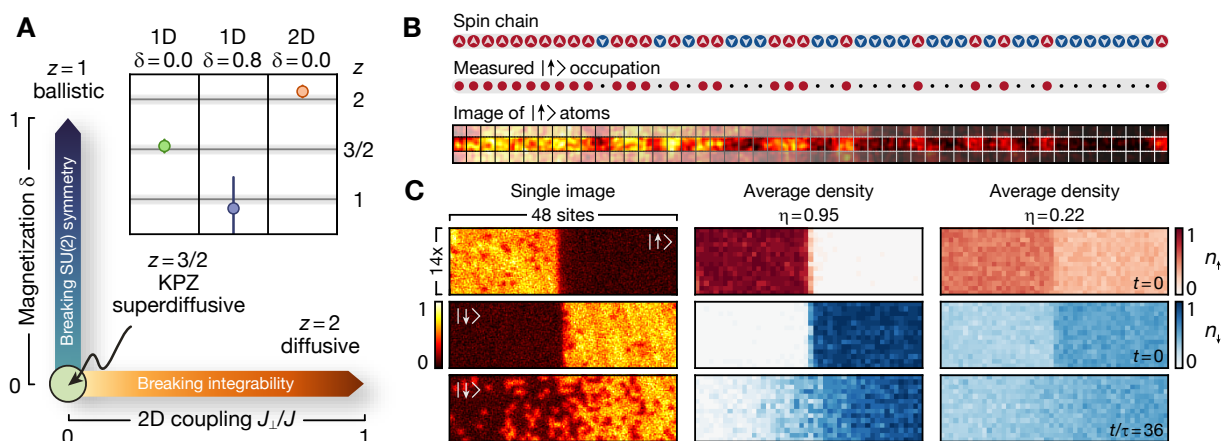 A
1D 1D 2D
δ=0.0 δ=0.8 δ=0.0 z
2
3/2
1
z=1
ballistic
1
Magnetization δ
Breaking SU(2) symmetry
z=3/2
KPZ
superdiffusive
z=2
diffusive
0
Breaking integrability
0 2D coupling J⊥/J 1
B
Spin chain
Measured |↑⟩ occupation
Image of |↑⟩ atoms
C
Single image Average density Average density
48 sites η=0.95 η=0.22
14x
|↑⟩
t=0
1
0
n↑
1
0
|↓⟩
t=0
1
0
n↓
|↓⟩
t/τ=36